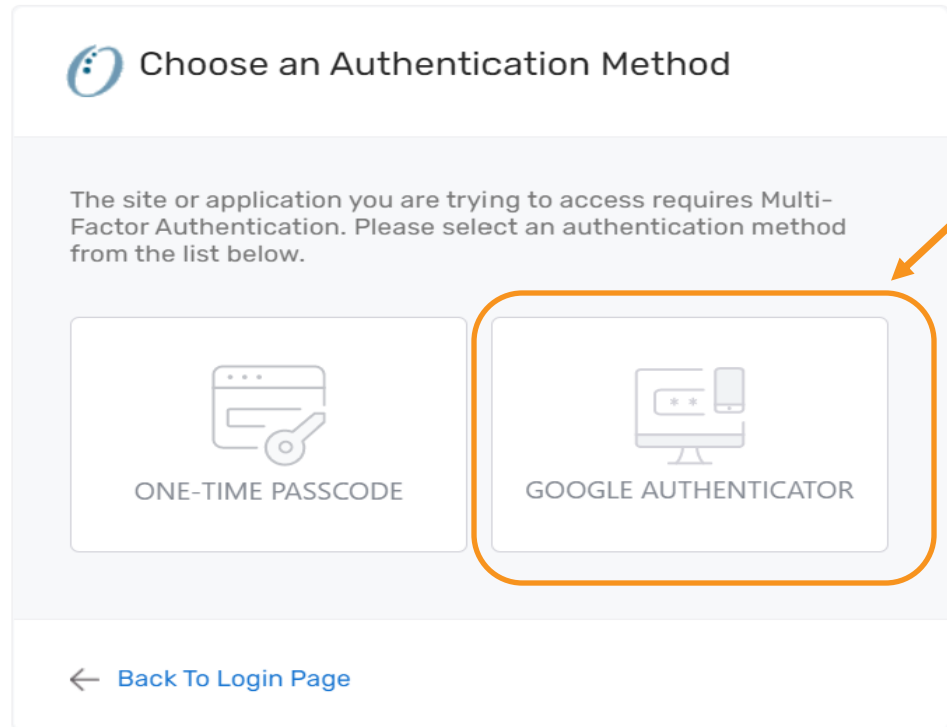 Choose an Authentication Method
The site or application you are trying to access requires Multi-
Factor Authentication. Please select an authentication method
from the list below.
* *
ONE-TIME PASSCODE
GOOGLE AUTHENTICATOR
Back To Login Page